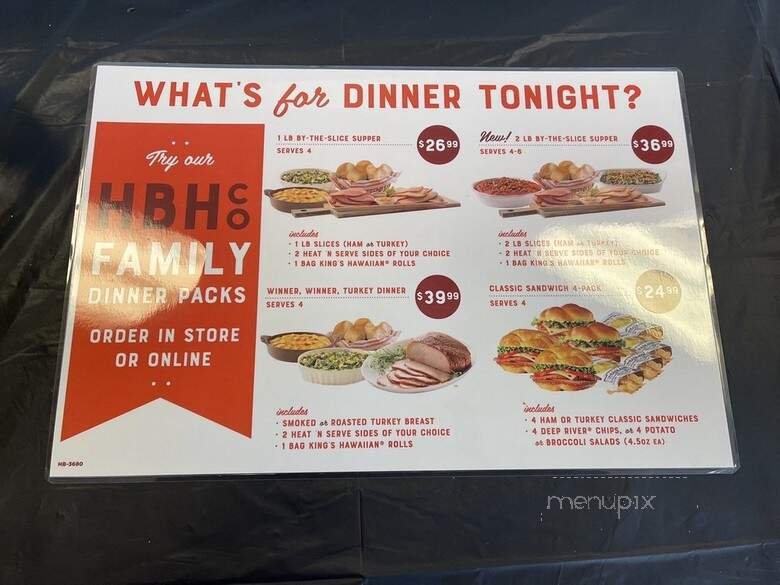 WHAT'S for DINNER TONIGHT?
Try our
HBH CO
FAMILY
DINNER PACKS
ORDER IN STORE
OR ONLINE
HB-3680
1 LB BY-THE-SLICE SUPPER
SERVES 4
$26.99
includes
· 1 LB SLICES (HAM or TURKEY)
· 2 HEAT 'N SERVE SIDES OF YOUR CHOICE
· 1 BAG KING'S HAWAIIAN® ROLLS
New! 2 LB BY-THE-SLICE SUPPER
SERVES 4-6
$36.99
includes
· 2 LB SLICES (HAM or TURKEY)
· 2 HEAT 'N SERVE SIDES OF YOUR CHOICE
· 1 BAG KING'S HAWAIIAN® ROLLS
WINNER, WINNER, TURKEY DINNER
SERVES 4
$39.99
includes
· SMOKED or ROASTED TURKEY BREAST
· 2 HEAT 'N SERVE SIDES OF YOUR CHOICE
· 1 BAG KING'S HAWAIIAN® ROLLS
CLASSIC SANDWICH 4-PACK
SERVES 4
$24.99
includes
· 4 HAM OR TURKEY CLASSIC SANDWICHES
· 4 DEEP RIVER® CHIPS, or 4 POTATO
or BROCCOLI SALADS (4.5OZ EA)
menupix